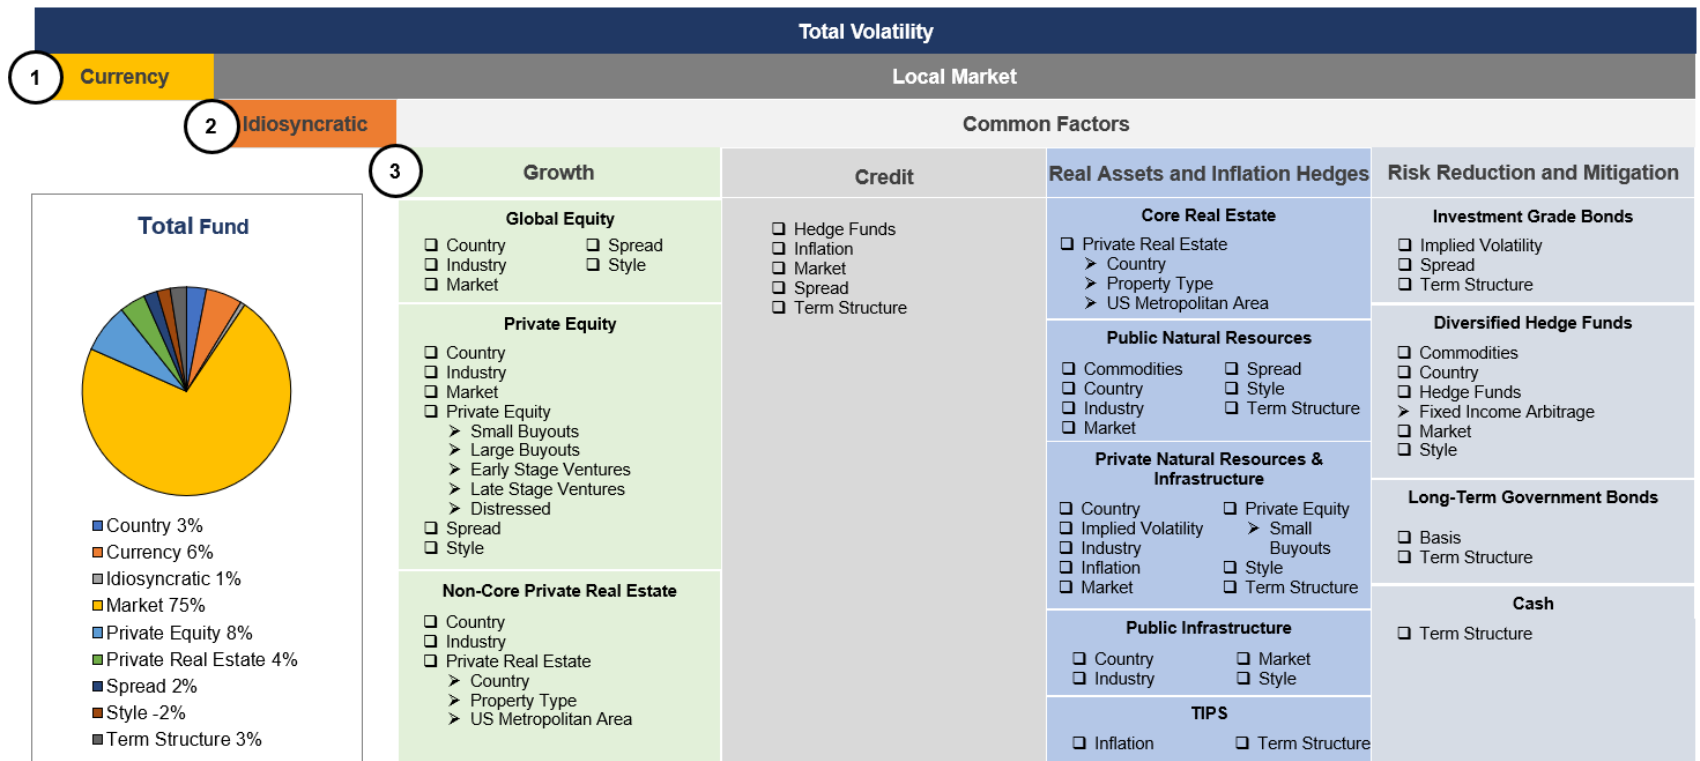 Total Volatility
1
Currency
Local Market
2
Idiosyncratic
Common Factors
3
Growth
Credit
Real Assets and Inflation Hedges
Risk Reduction and Mitigation
Total Fund
Country 3%
Currency 6%
Idiosyncratic 1%
Market 75%
Private Equity 8%
Private Real Estate 4%
Spread 2%
Style -2%
Term Structure 3%
Global Equity
Country
Industry
Market
Spread
Style
Private Equity
Country
Industry
Market
Private Equity
Small Buyouts
Large Buyouts
Early Stage Ventures
Late Stage Ventures
Distressed
Spread
Style
Non-Core Private Real Estate
Country
Industry
Private Real Estate
Country
Property Type
US Metropolitan Area
Hedge Funds
Inflation
Market
Spread
Term Structure
Core Real Estate
Private Real Estate
Country
Property Type
US Metropolitan Area
Public Natural Resources
Commodities
Country
Industry
Market
Spread
Style
Term Structure
Private Natural Resources &
Infrastructure
Country
Implied Volatility
Industry
Inflation
Market
Private Equity
Small
Buyouts
Style
Term Structure
Public Infrastructure
Country
Industry
Market
Style
TIPS
Inflation
Term Structure
Investment Grade Bonds
Implied Volatility
Spread
Term Structure
Diversified Hedge Funds
Commodities
Country
Hedge Funds
Fixed Income Arbitrage
Market
Style
Long-Term Government Bonds
Basis
Term Structure
Cash
Term Structure